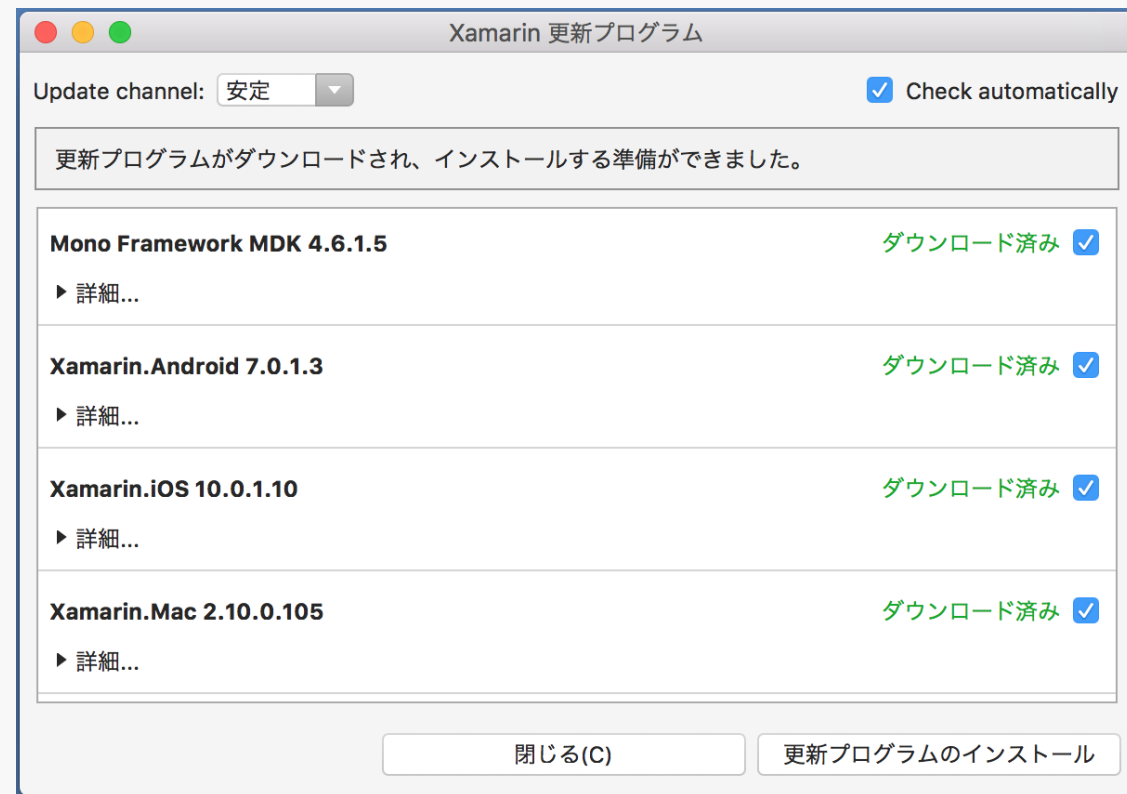 Xamarin 更新プログラム
Update channel: 安定 Check automatically
更新プログラムがダウンロードされ、インストールする準備ができました。
Mono Framework MDK 4.6.1.5 ダウンロード済み
詳細...
Xamarin.Android 7.0.1.3 ダウンロード済み
詳細...
Xamarin.iOS 10.0.1.10 ダウンロード済み
詳細...
Xamarin.Mac 2.10.0.105 ダウンロード済み
詳細...
閉じる(C) 更新プログラムのインストール